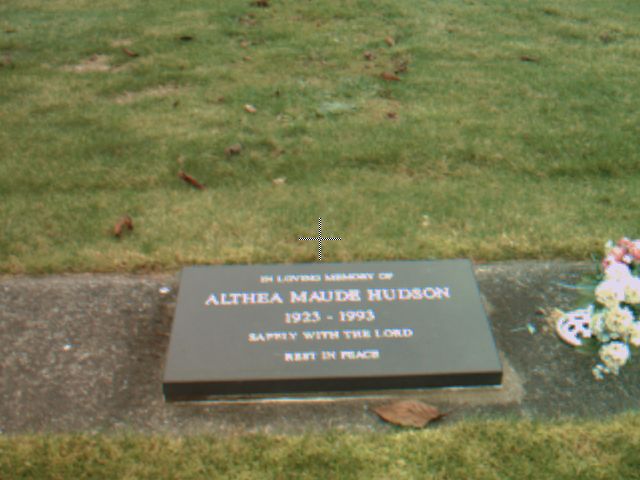 IN LOVING MEMORY OF
ALTHEA MAUDE HUDSON
1923 - 1993
SAFELY WITH THE LORD
REST IN PEACE